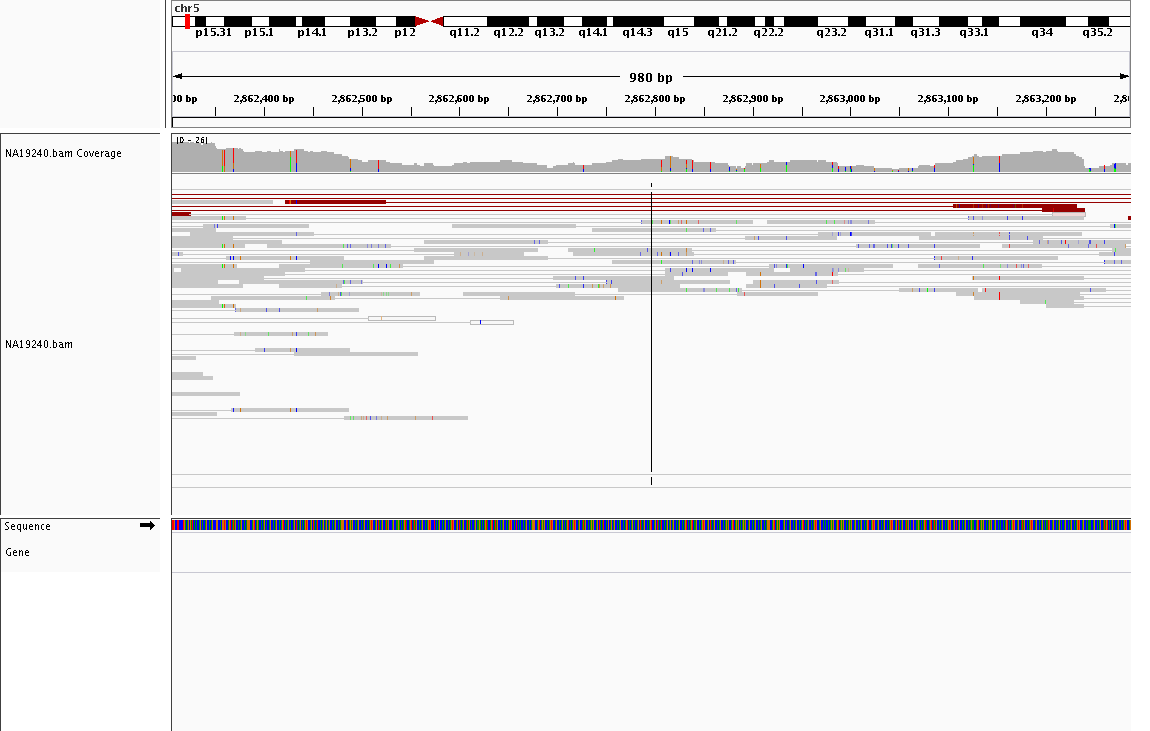 chr5
p15.31 p15.1 p14.1 p13.2 p12 q11.2 q12.2 q13.2 q14.1 q14.3 q15 q21.2 q22.2 q23.2 q31.1 q31.3 q33.1 q34 q35.2
980 bp
00 bp 2,862,400 bp 2,862,500 bp 2,862,600 bp 2,862,700 bp 2,862,800 bp 2,862,900 bp 2,863,000 bp 2,863,100 bp 2,863,200 bp 2,8
[0 - 26]
NA19240.bam Coverage
NA19240.bam
Sequence
Gene